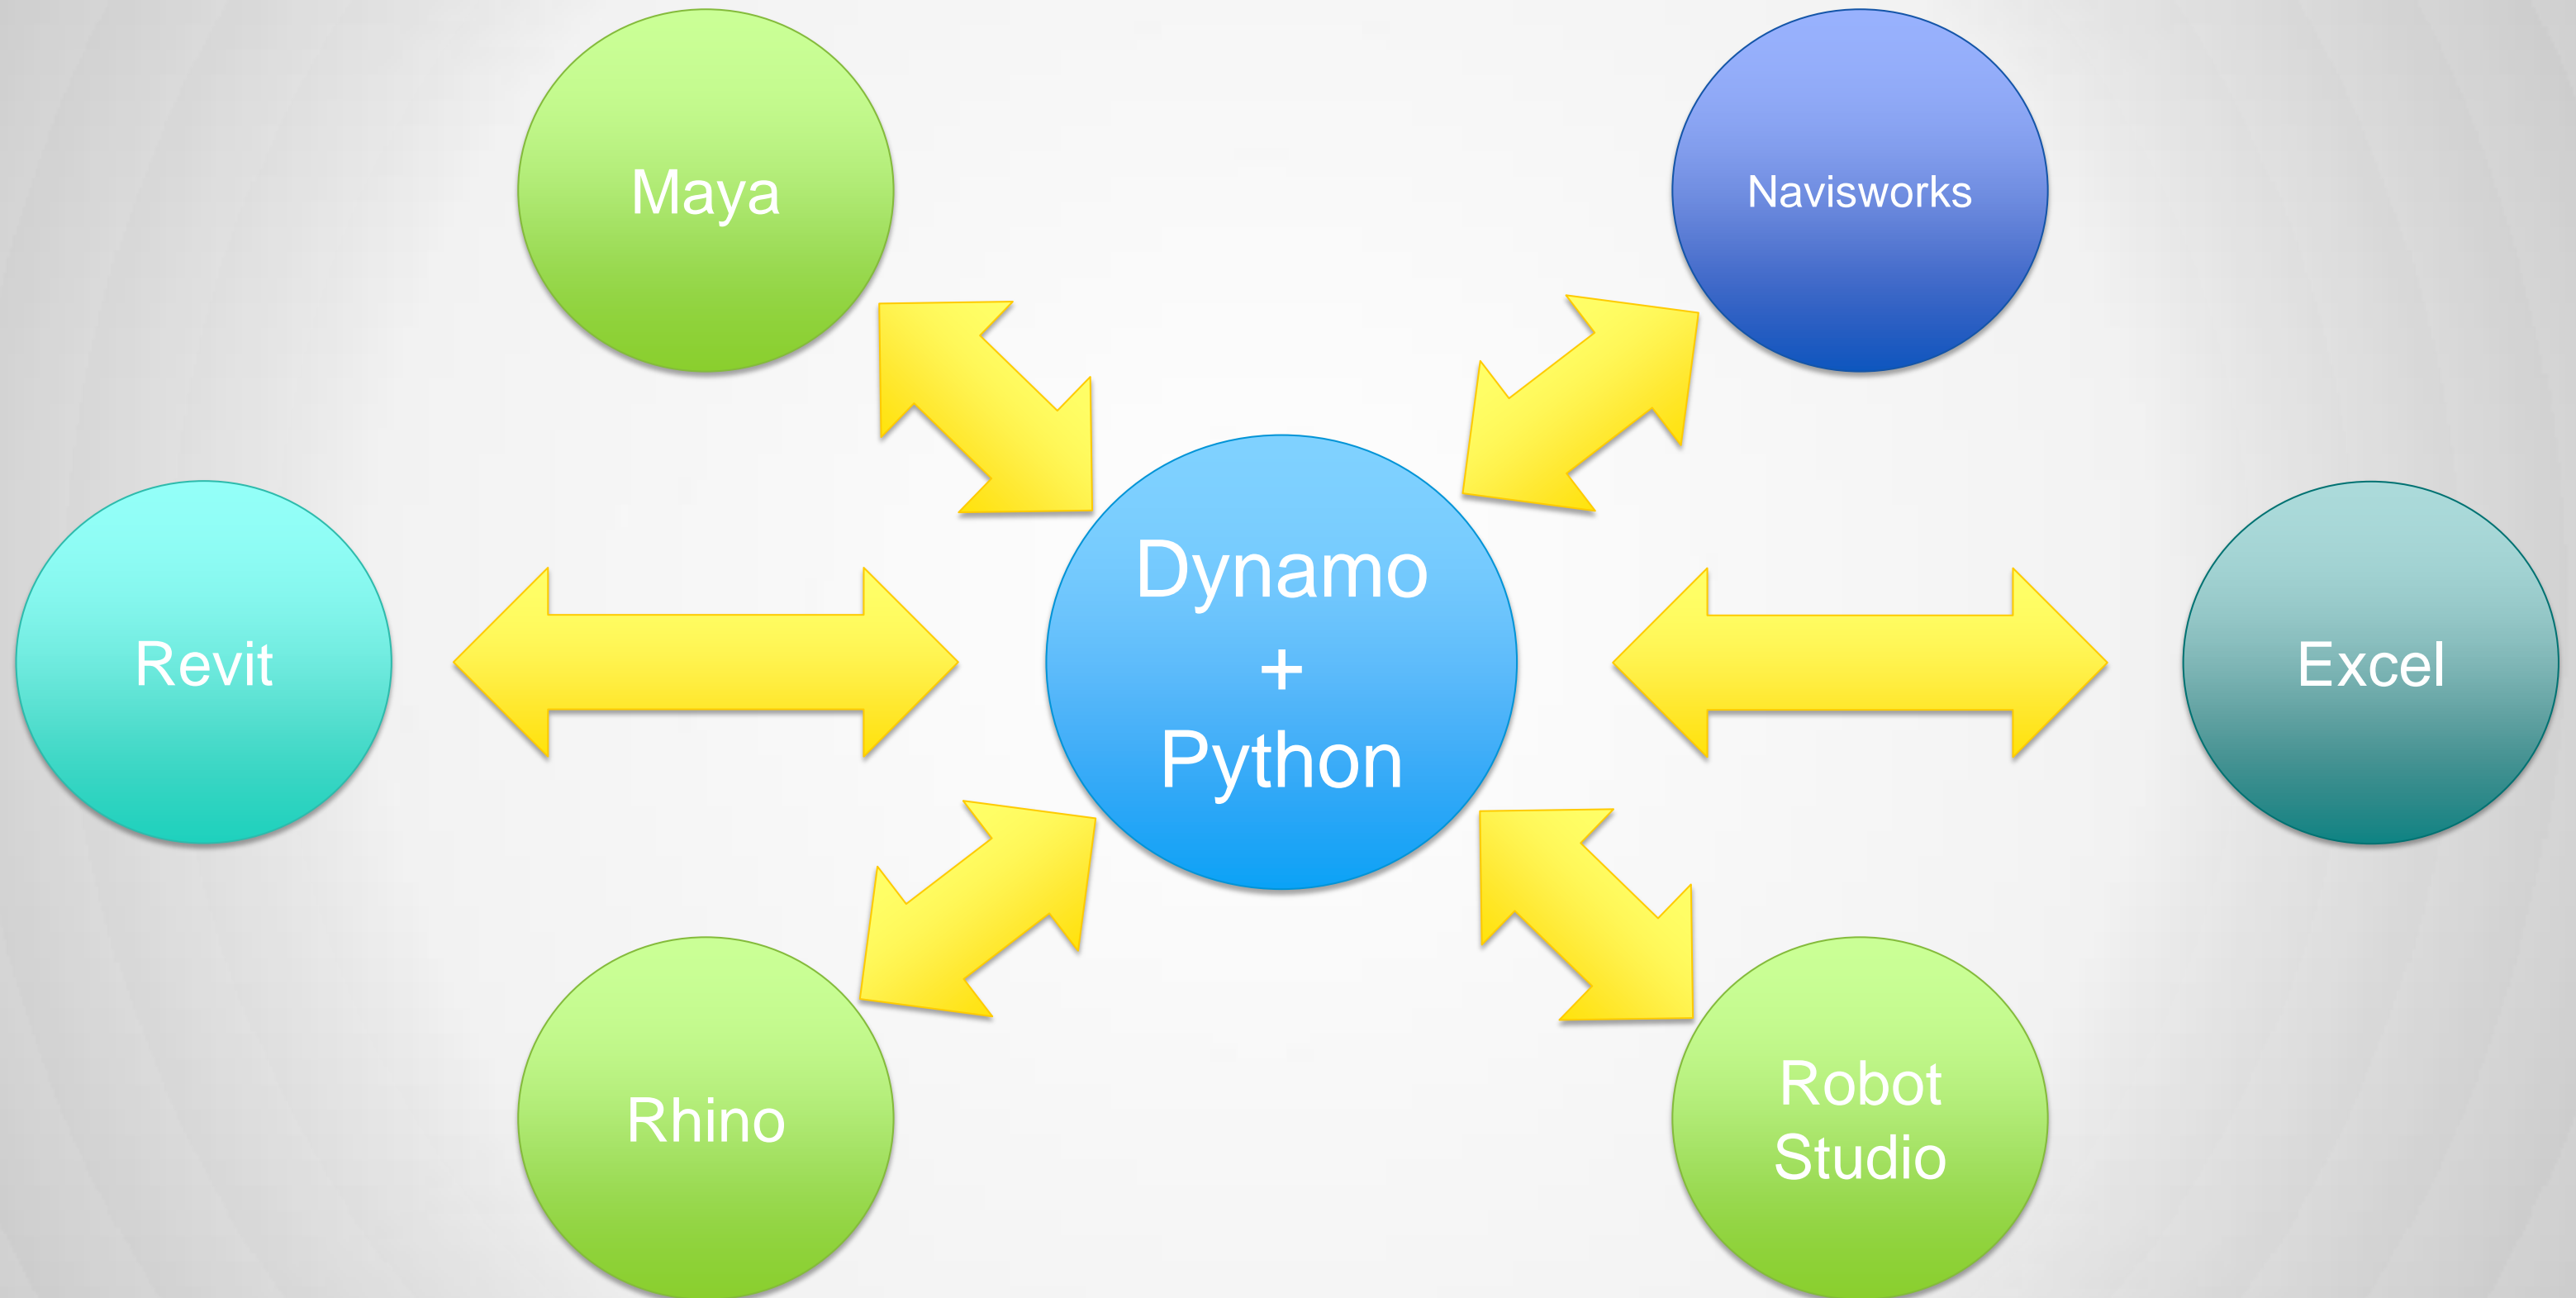 Maya
Navisworks
Revit
Dynamo
+
Python
Excel
Rhino
Robot
Studio